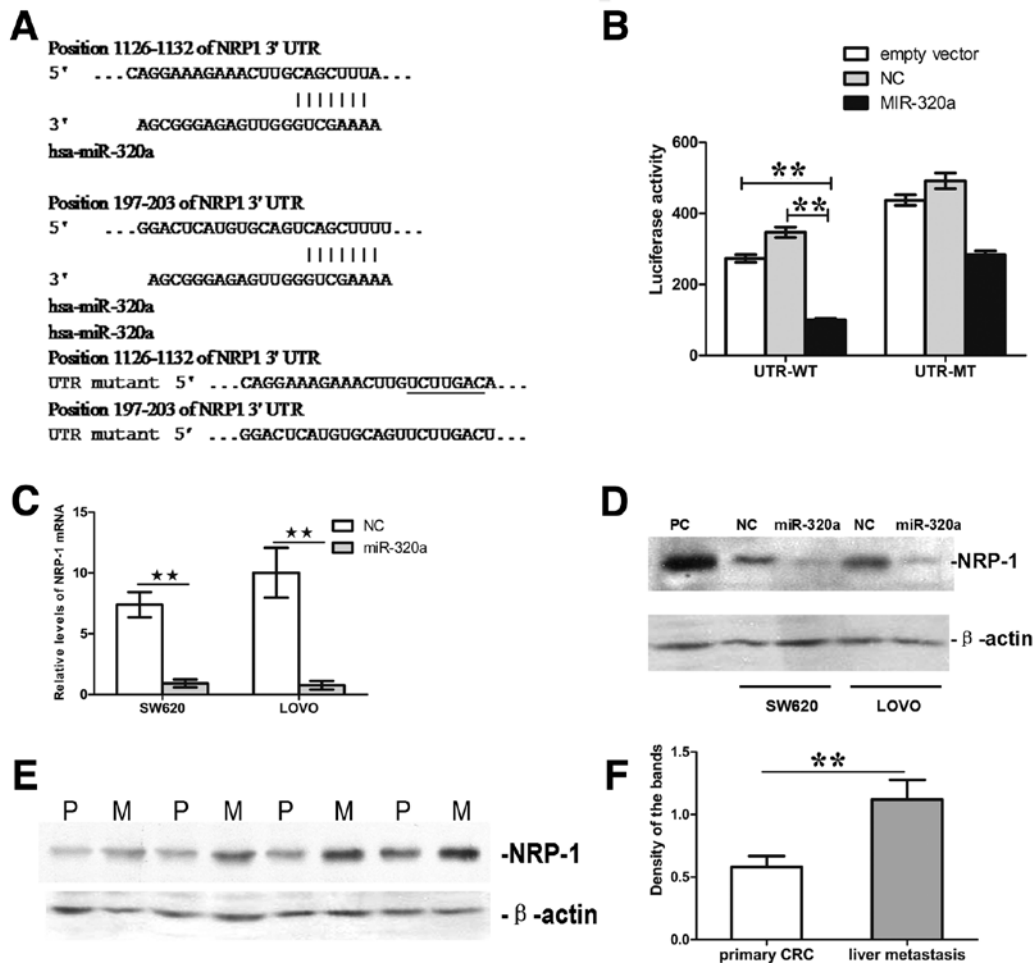 A
Position 1126-1132 of NRP1 3' UTR
5' ...CAGGAAAGAAACUUGCAGCUUUA...
3' AGCGGGAGAGUUGGGUCGAAAA
hsa-miR-320a
Position 197-203 of NRP1 3' UTR
5' ...GGACUCAUGUGCAGUCAGCUUUU...
3' AGCGGGAGAGUUGGGUCGAAAA
hsa-miR-320a
hsa-miR-320a
Position 1126-1132 of NRP1 3' UTR
UTR mutant 5' ...CAGGAAAGAAACUUGUCUUGACA...
Position 197-203 of NRP1 3' UTR
UTR mutant 5' ...GGACUCAUGUGCAGUUCUUGACU...
B
empty vector
NC
MIR-320a
Luciferase activity
600
400
200
0
**
**
UTR-WT UTR-MT
C
Relative levels of NRP-1 mRNA
15
10
5
0
★★
★★
NC
miR-320a
SW620 LOVO
D
PC NC miR-320a NC miR-320a
-NRP-1
-β-actin
SW620 LOVO
E
P M P M P M P M
-NRP-1
-β-actin
F
Density of the bands
1.5
1.0
0.5
0.0
**
primary CRC liver metastasis